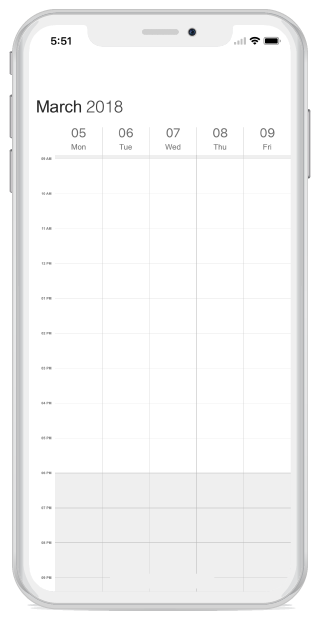 5:51
March 2018
05 06 07 08 09
Mon Tue Wed Thu Fri
09 AM
10 AM
11 AM
12 PM
01 PM
02 PM
03 PM
04 PM
05 PM
06 PM
07 PM
08 PM
09 PM